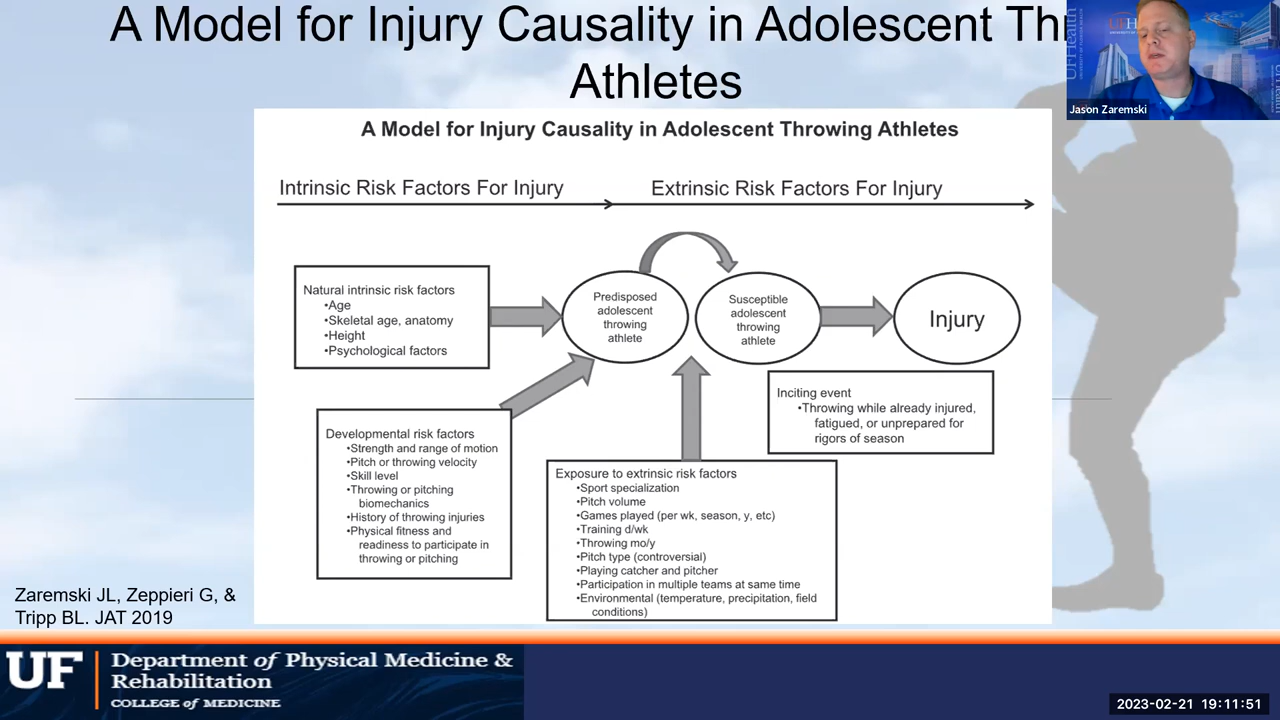 A Model for Injury Causality in Adolescent Thr
Athletes
Jason Zaremski
A Model for Injury Causality in Adolescent Throwing Athletes
Intrinsic Risk Factors For Injury
Extrinsic Risk Factors For Injury
Natural intrinsic risk factors
•Age
•Skeletal age, anatomy
•Height
•Psychological factors
Predisposed
adolescent
throwing
athlete
Susceptible
adolescent
throwing
athlete
Injury
Inciting event
•Throwing while already injured,
fatigued, or unprepared for
rigors of season
Developmental risk factors
•Strength and range of motion
•Pitch or throwing velocity
•Skill level
•Throwing or pitching
biomechanics
•History of throwing injuries
•Physical fitness and
readiness to participate in
throwing or pitching
Exposure to extrinsic risk factors
•Sport specialization
•Pitch volume
•Games played (per wk, season, y, etc)
•Training d/wk
•Throwing mo/y
•Pitch type (controversial)
•Playing catcher and pitcher
•Participation in multiple teams at same time
•Environmental (temperature, precipitation, field
conditions)
Zaremski JL, Zeppieri G, &
Tripp BL. JAT 2019
UF
Department of Physical Medicine &
Rehabilitation
COLLEGE of MEDICINE
2023-02-21 19:11:51